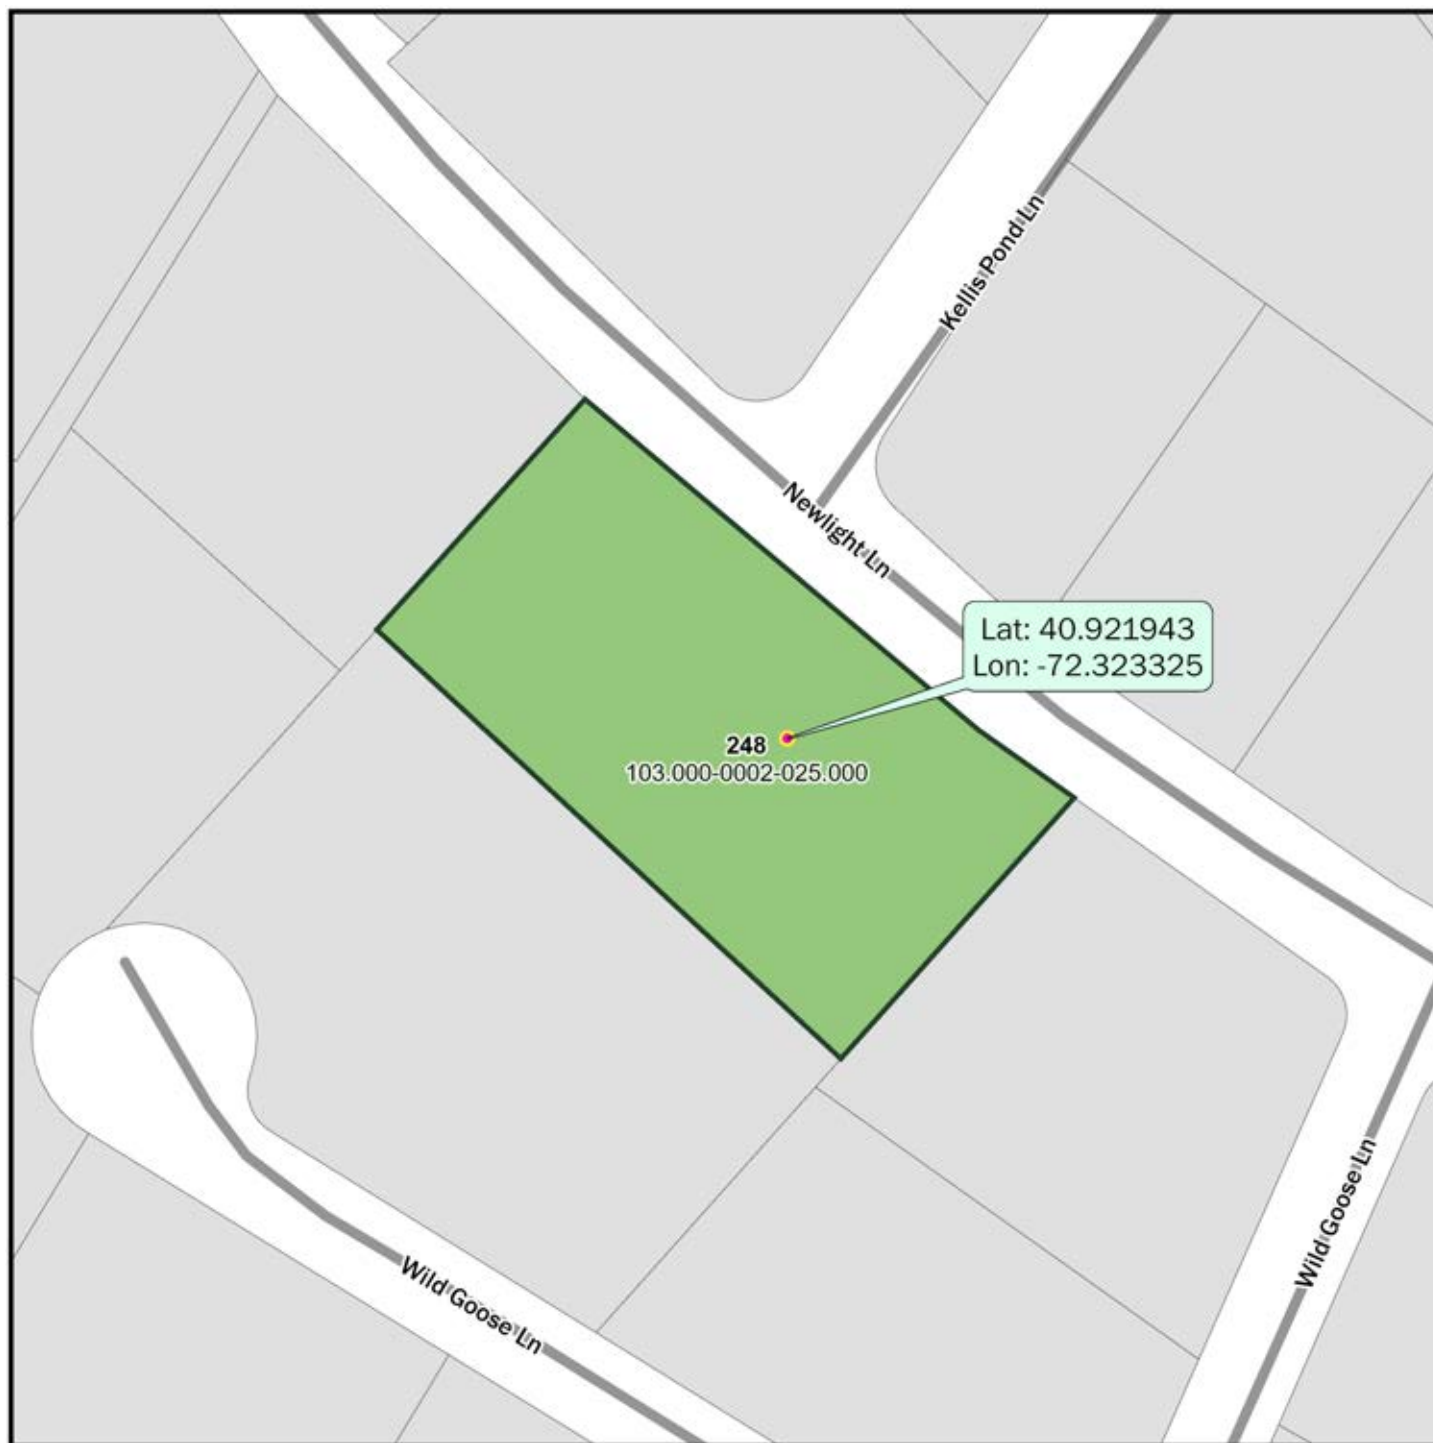 Kellis Pond Ln
Newlight Ln
Lat: 40.921943
Lon: -72.323325
248
103.000-0002-025.000
Wild Goose Ln
Wild Goose Ln